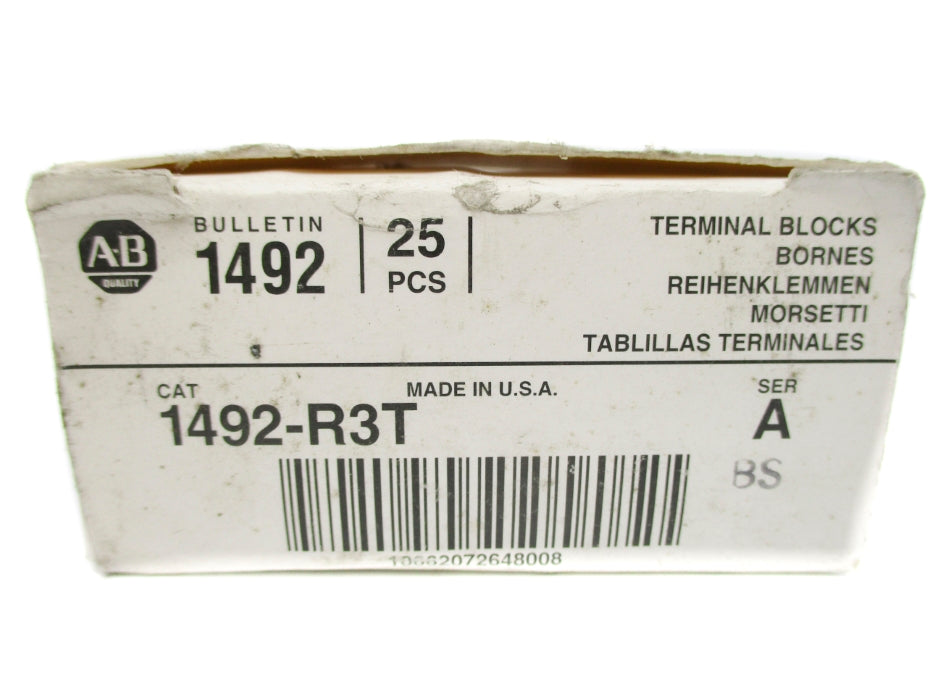 A-B
QUALITY
BULLETIN
1492
25
PCS
TERMINAL BLOCKS
BORNES
REIHENKLEMMEN
MORSETTI
TABLILLAS TERMINALES
CAT
MADE IN U.S.A.
SER
1492-R3T
A
BS
10662072648008